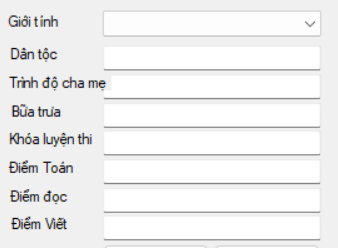 Giới tính
Dân tộc
Trình độ cha mẹ
Bữa trưa
Khóa luyện thi
Điểm Toán
Điểm đọc
Điểm Viết